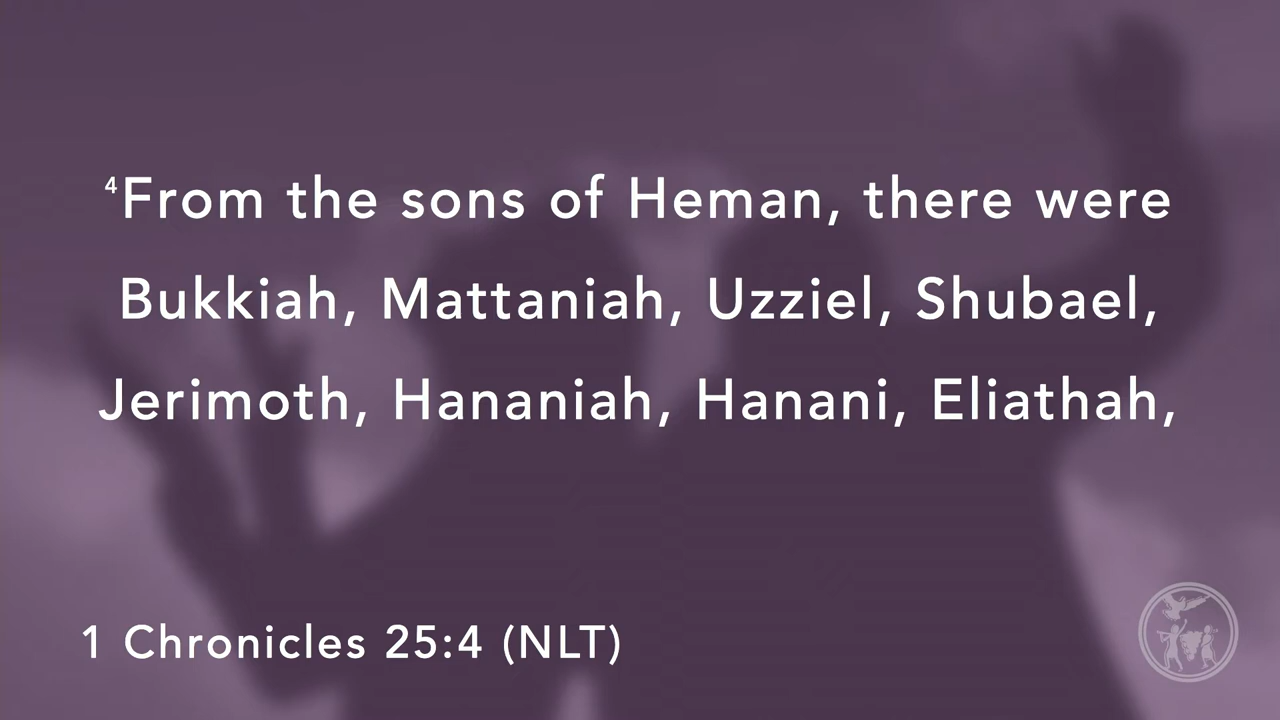 ⁴From the sons of Heman, there were
Bukkiah, Mattaniah, Uzziel, Shubael,
Jerimoth, Hananiah, Hanani, Eliathah,
1 Chronicles 25:4 (NLT)